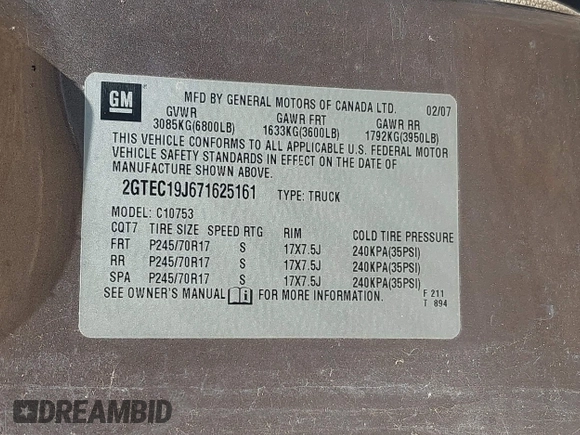 GM
MFD BY GENERAL MOTORS OF CANADA LTD. 02/07
GVWR GAWR FRT GAWR RR
3085KG(6800LB) 1633KG(3600LB) 1792KG(3950LB)
THIS VEHICLE CONFORMS TO ALL APPLICABLE U.S. FEDERAL MOTOR
VEHICLE SAFETY STANDARDS IN EFFECT ON THE DATE OF
MANUFACTURE SHOWN ABOVE.
2GTEC19J671625161 TYPE: TRUCK
MODEL: C10753
CQT7 TIRE SIZE SPEED RTG RIM COLD TIRE PRESSURE
FRT P245/70R17 S 17X7.5J 240KPA(35PSI)
RR P245/70R17 S 17X7.5J 240KPA(35PSI)
SPA P245/70R17 S 17X7.5J 240KPA(35PSI)
SEE OWNER'S MANUAL FOR MORE INFORMATION.
F 211
T 894
DREAMBID